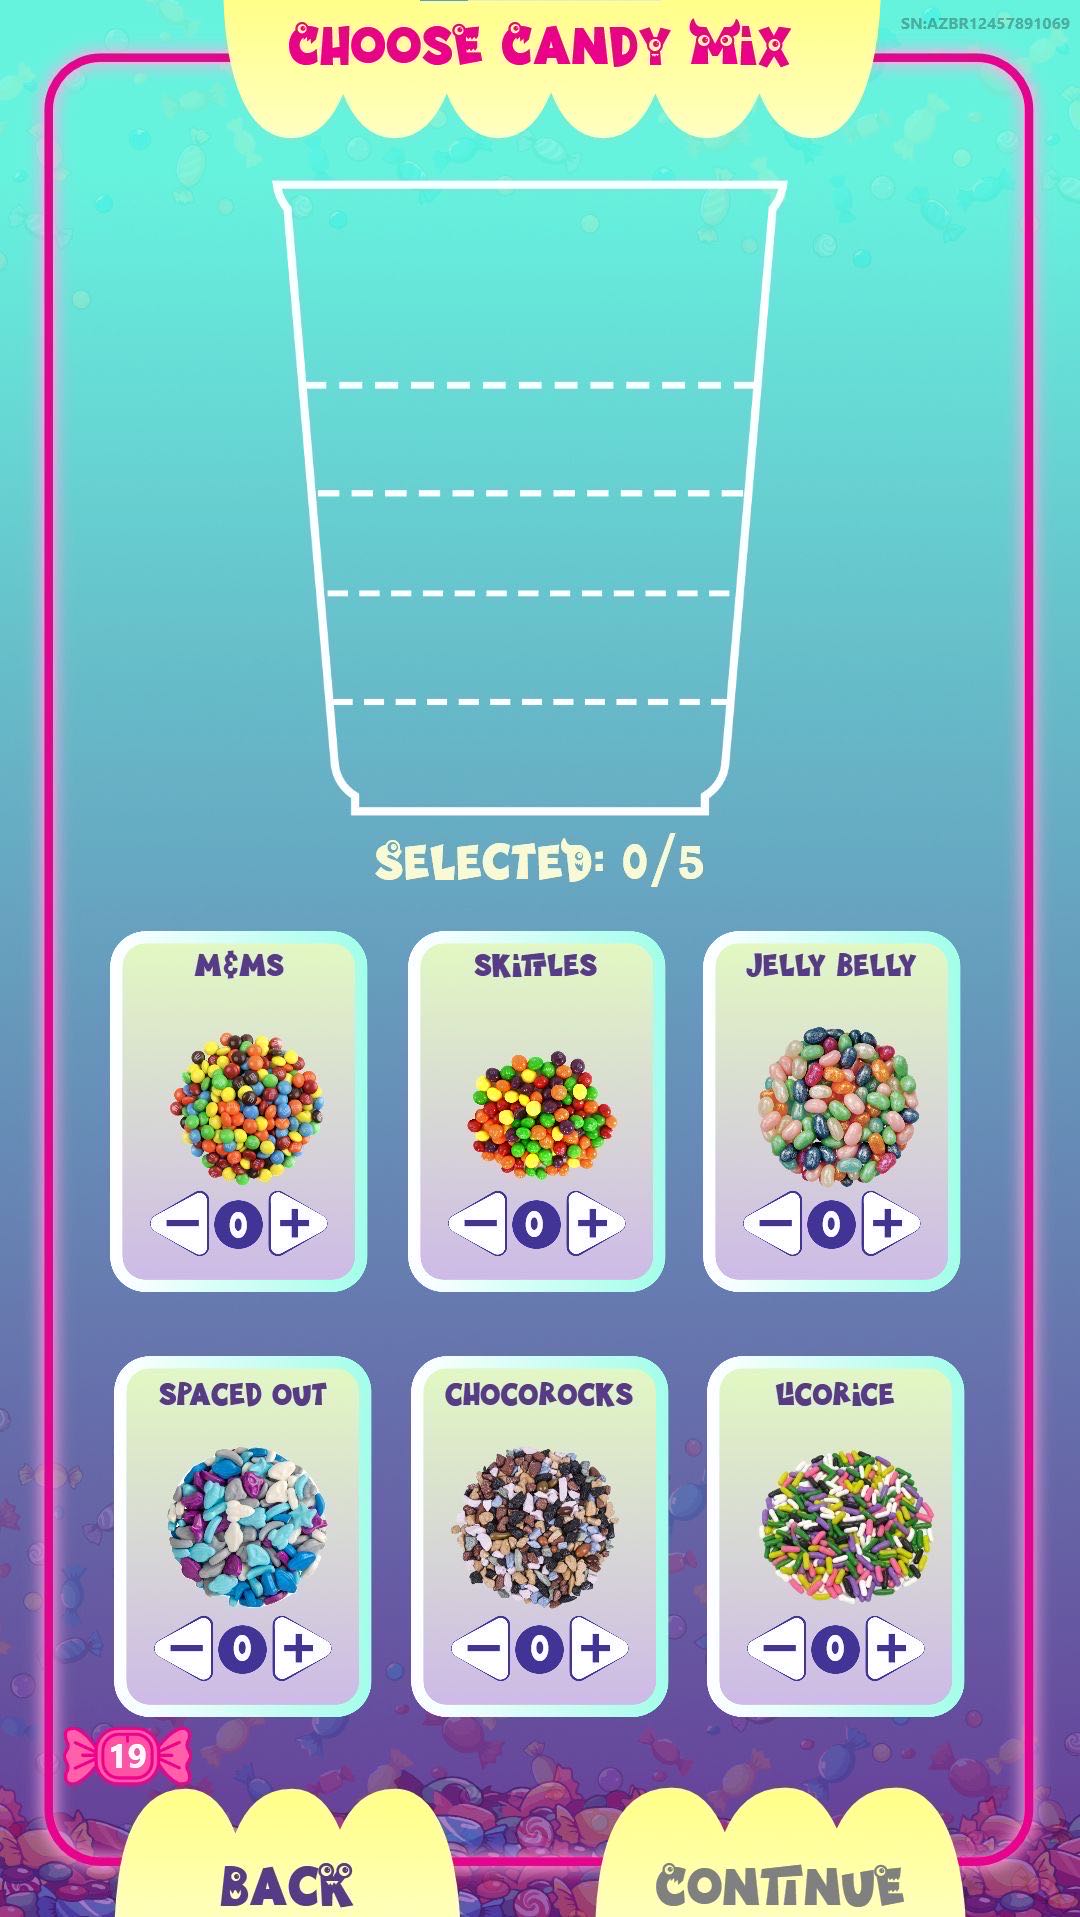 SN:AZBR12457891069
CHOOSE CANDY MiX
SELECTED: 0/5
M&MS
SKiTTLES
JELLY BELLY
0
0
0
SPACED OUT
CHOCOROCKS
LICORiCE
0
0
0
19
BACK
CONTiNUE